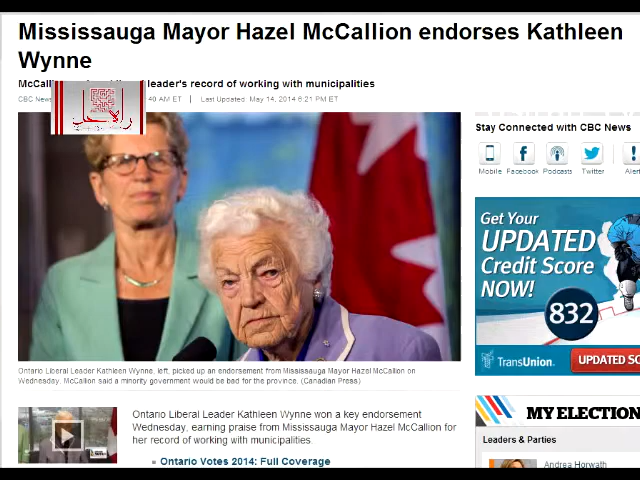 Mississauga Mayor Hazel McCallion endorses Kathleen
Wynne
leader's record of working with municipalities
CBC News
40 AM ET | Last Updated: May 14, 2014 6:21 PM ET
راه حل
Stay Connected with CBC News
Mobile Facebook Podcasts Twitter Alert
Get Your
UPDATED
Credit Score
NOW!
832
TransUnion.
UPDATED SC
Ontario Liberal Leader Kathleen Wynne, left, picked up an endorsement from Mississauga Mayor Hazel McCallion on
Wednesday. McCallion said a minority government would be bad for the province. (Canadian Press)
Ontario Liberal Leader Kathleen Wynne won a key endorsement
Wednesday, earning praise from Mississauga Mayor Hazel McCallion for
her record of working with municipalities.
Ontario Votes 2014: Full Coverage
MY ELECTION
Leaders & Parties
Andrea Horwath